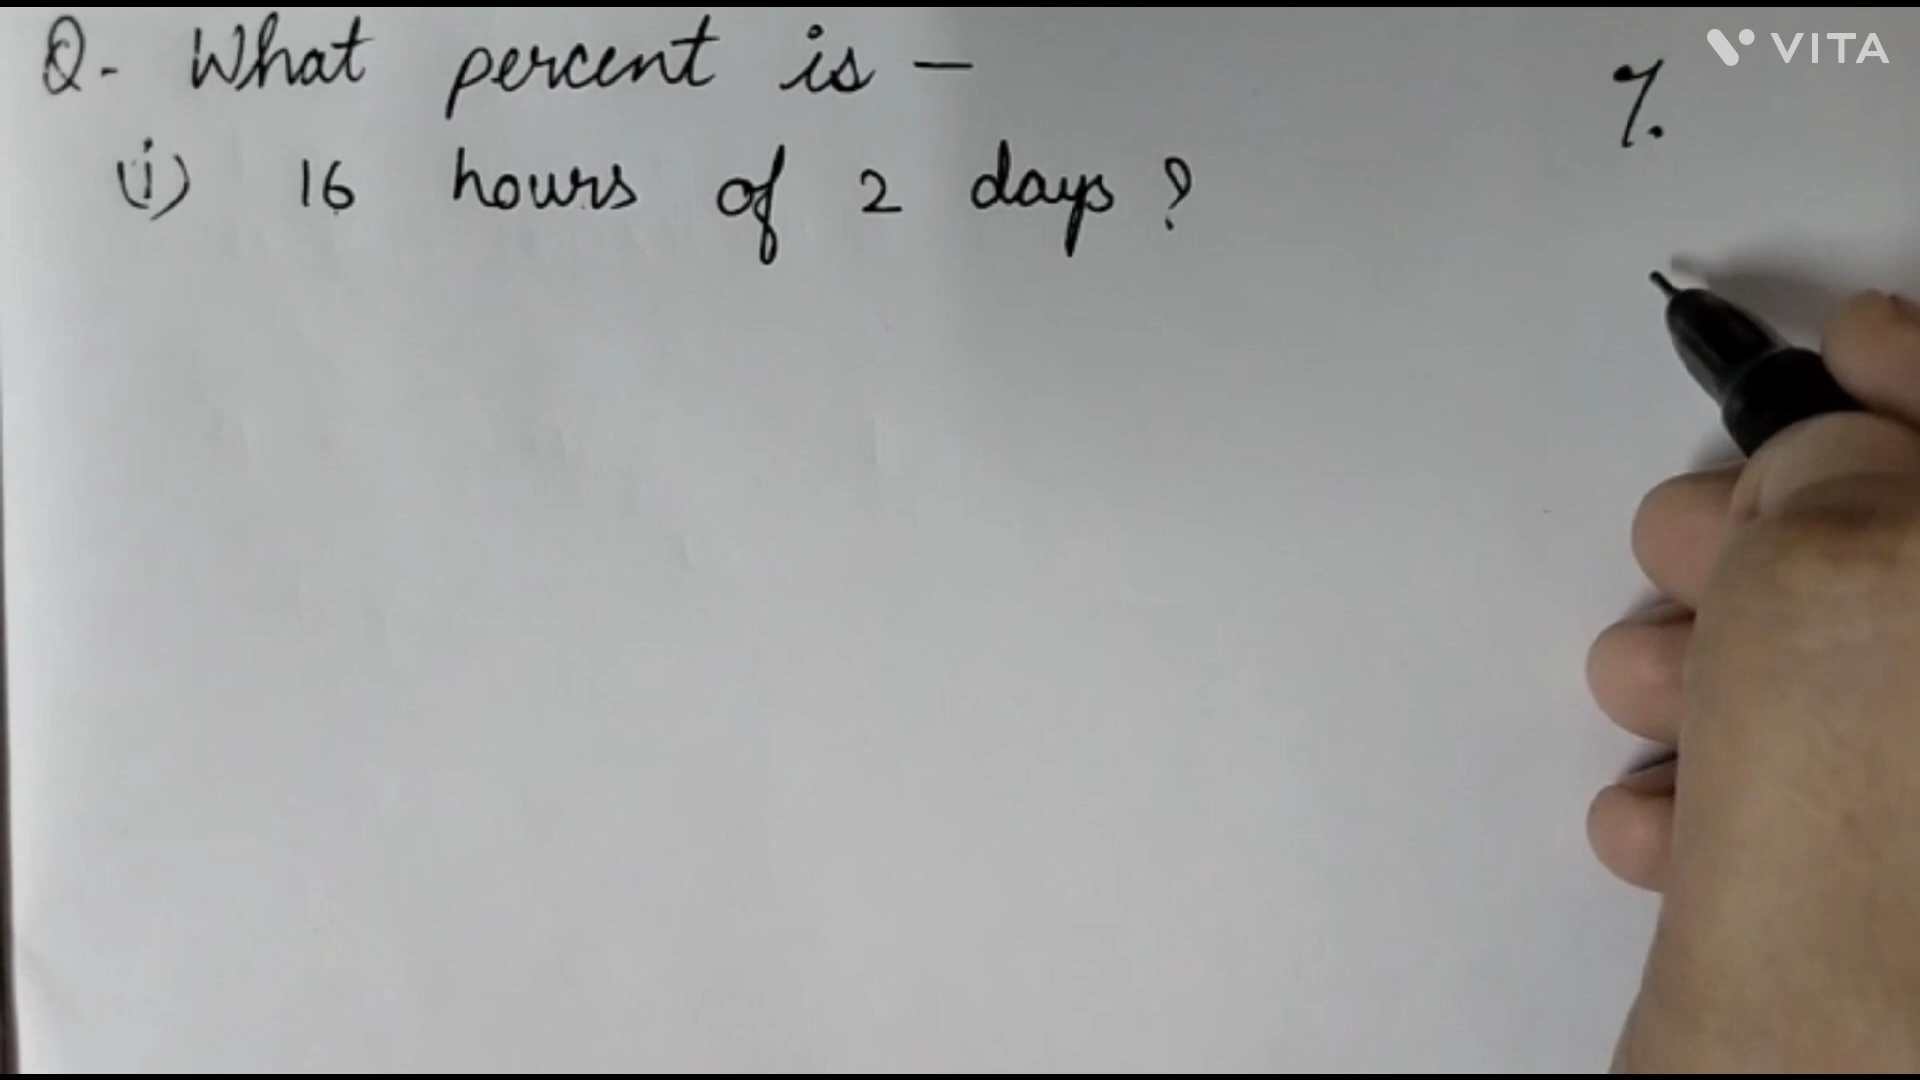 Q. What percent is —
%.
(i) 16 hours of 2 days ?
VITA